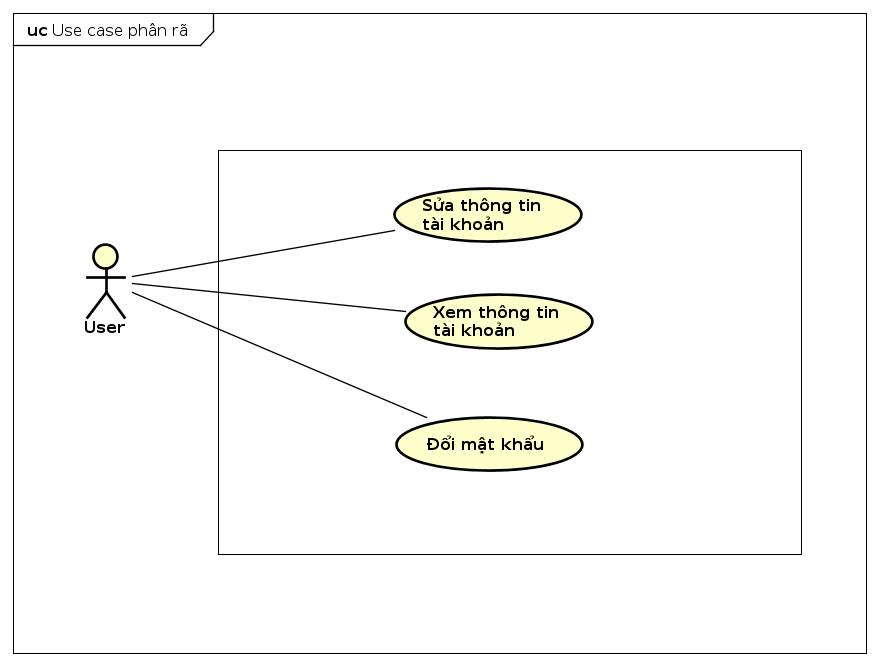 uc Use case phân rã
Sửa thông tin
tài khoản
Xem thông tin
tài khoản
User
Đổi mật khẩu